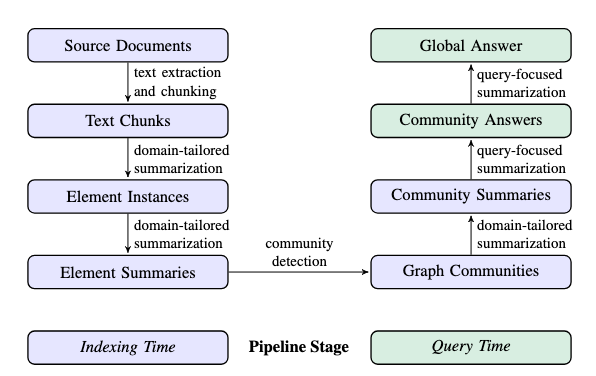 Source Documents
text extraction
and chunking
Text Chunks
domain-tailored
summarization
Element Instances
domain-tailored
summarization
Element Summaries
community
detection
Graph Communities
domain-tailored
summarization
Community Summaries
query-focused
summarization
Community Answers
query-focused
summarization
Global Answer
Indexing Time
Pipeline Stage
Query Time